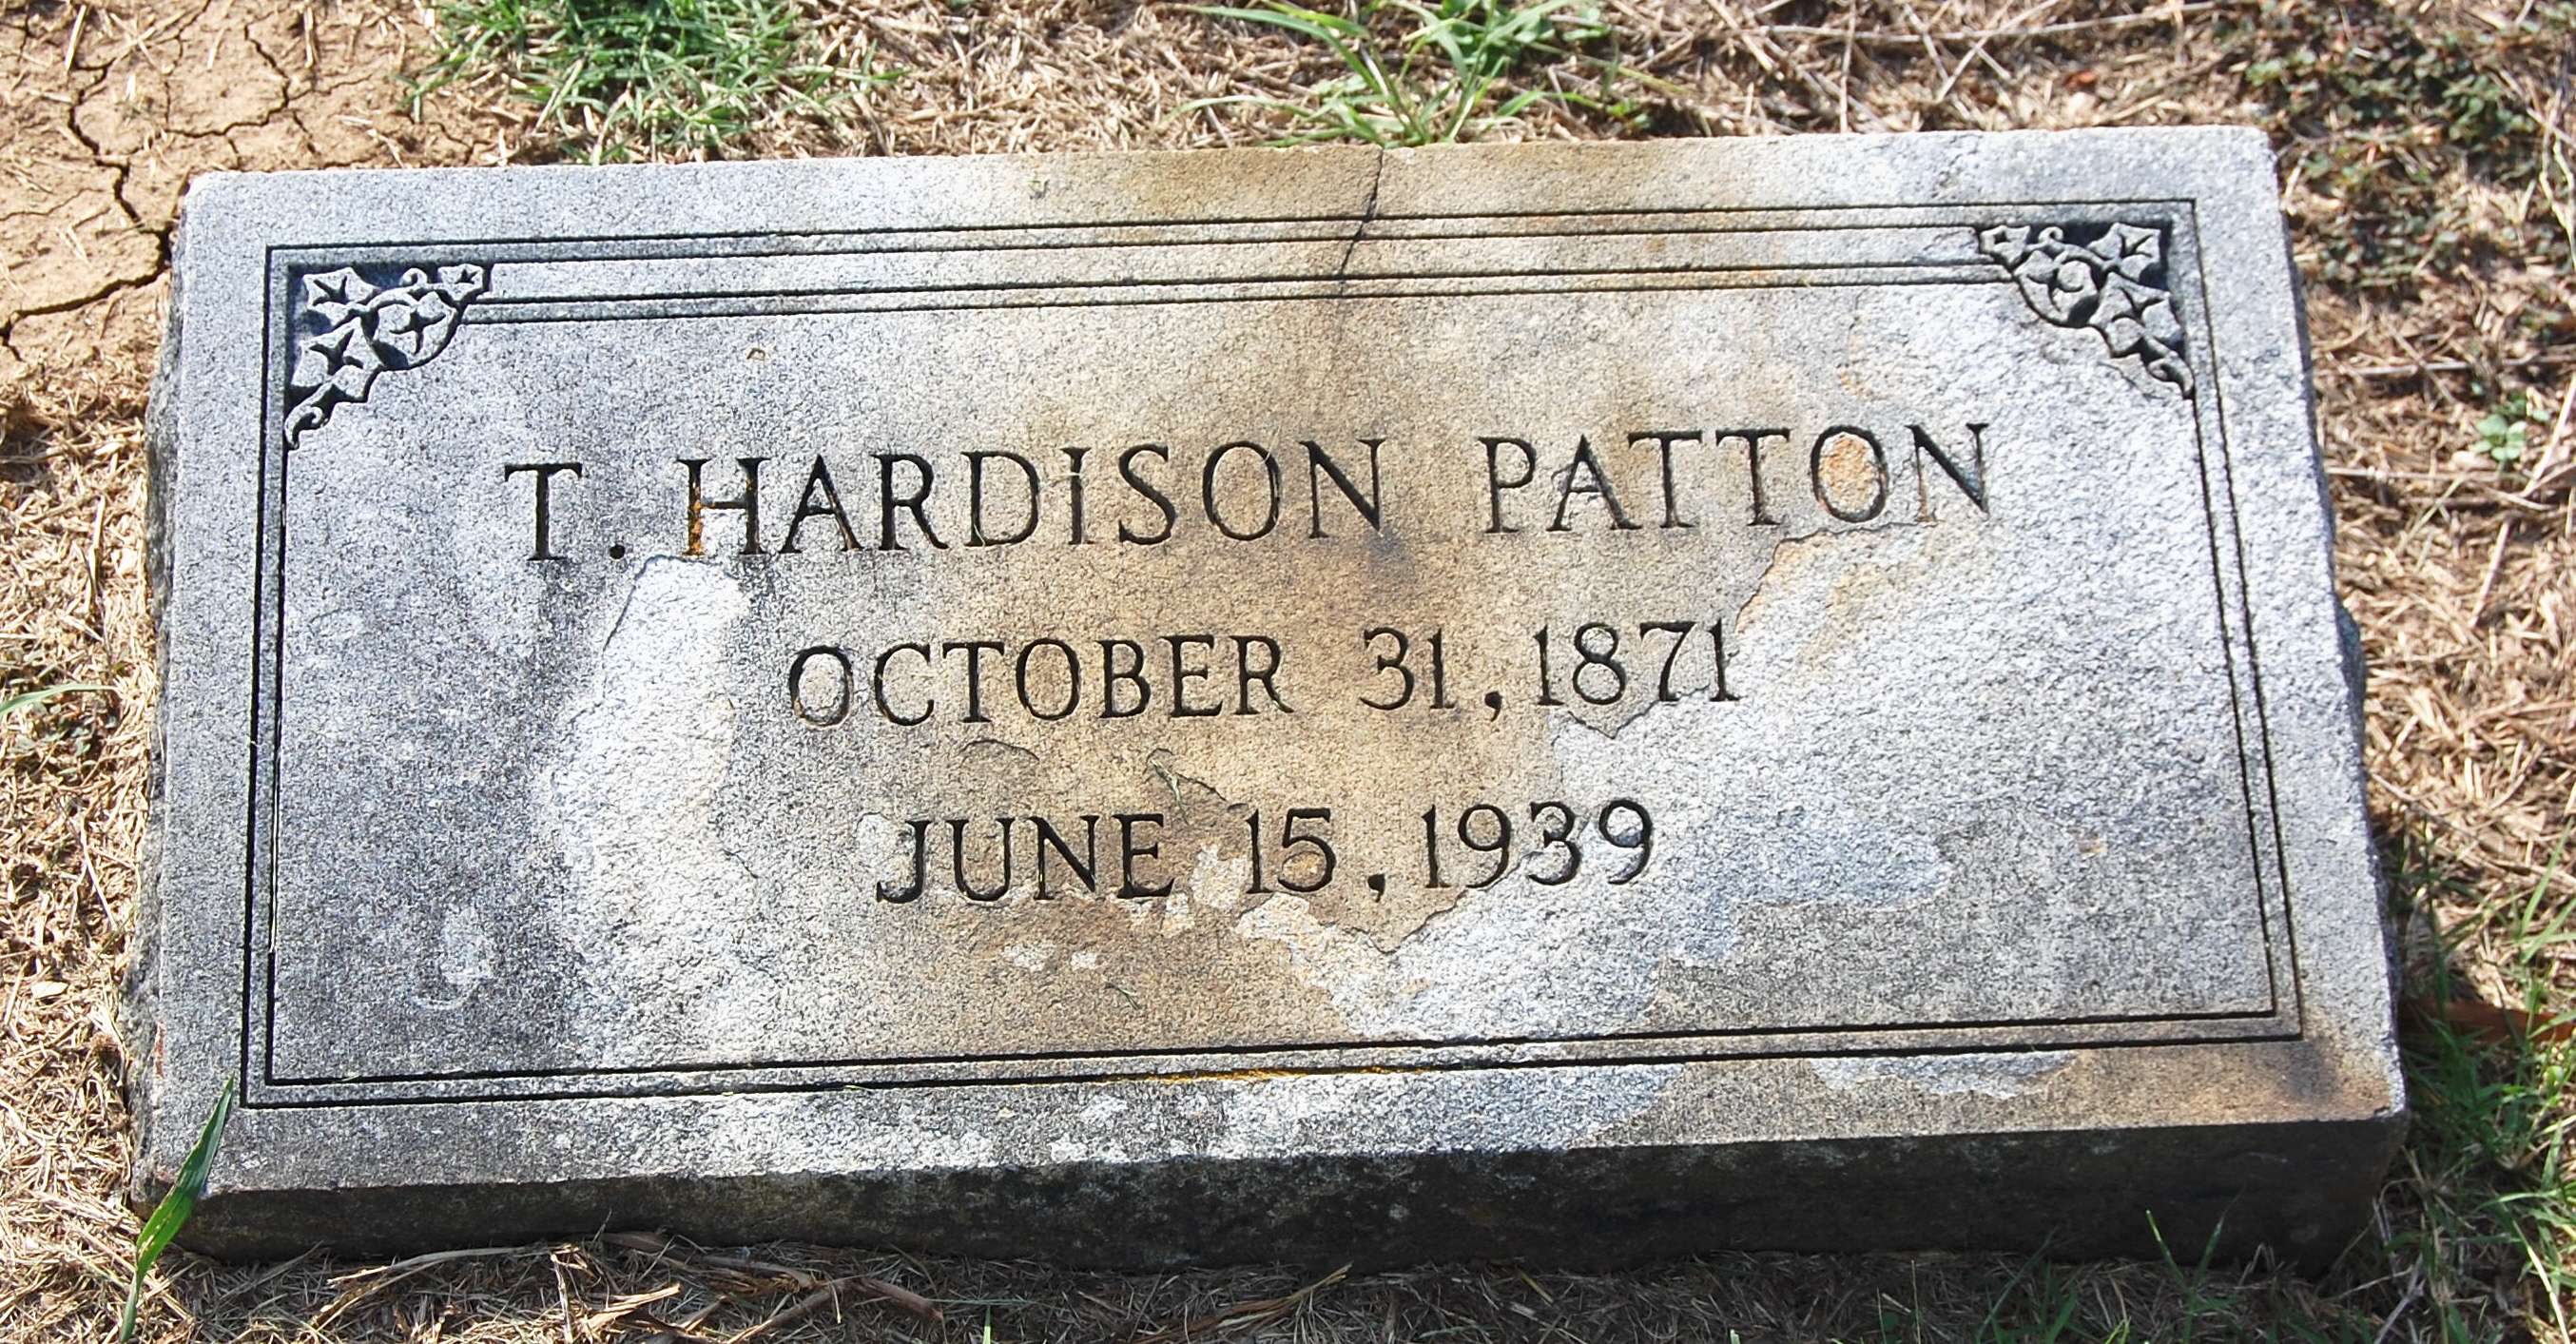 T. HARDISON PATTON
OCTOBER 31, 1871
JUNE 15, 1939